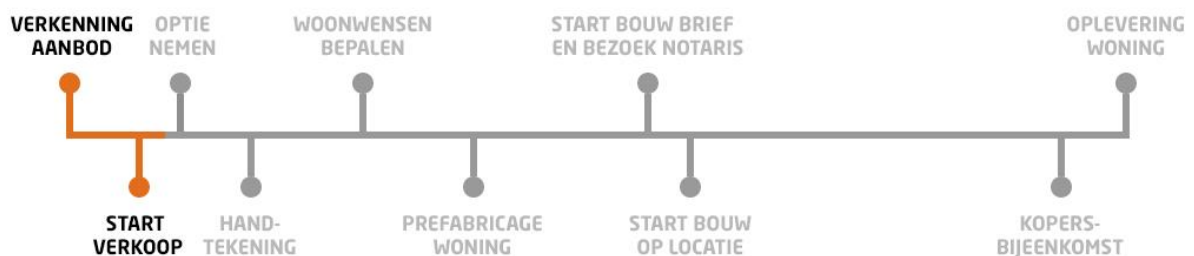 VERKENNING
AANBOD
OPTIE
NEMEN
WOONWENSEN
BEPALEN
START BOUW BRIEF
EN BEZOEK NOTARIS
OPLEVERING
WONING
START
VERKOOP
HAND-
TEKENING
PREFABRICAGE
WONING
START BOUW
OP LOCATIE
KOPERS-
BIJEENKOMST